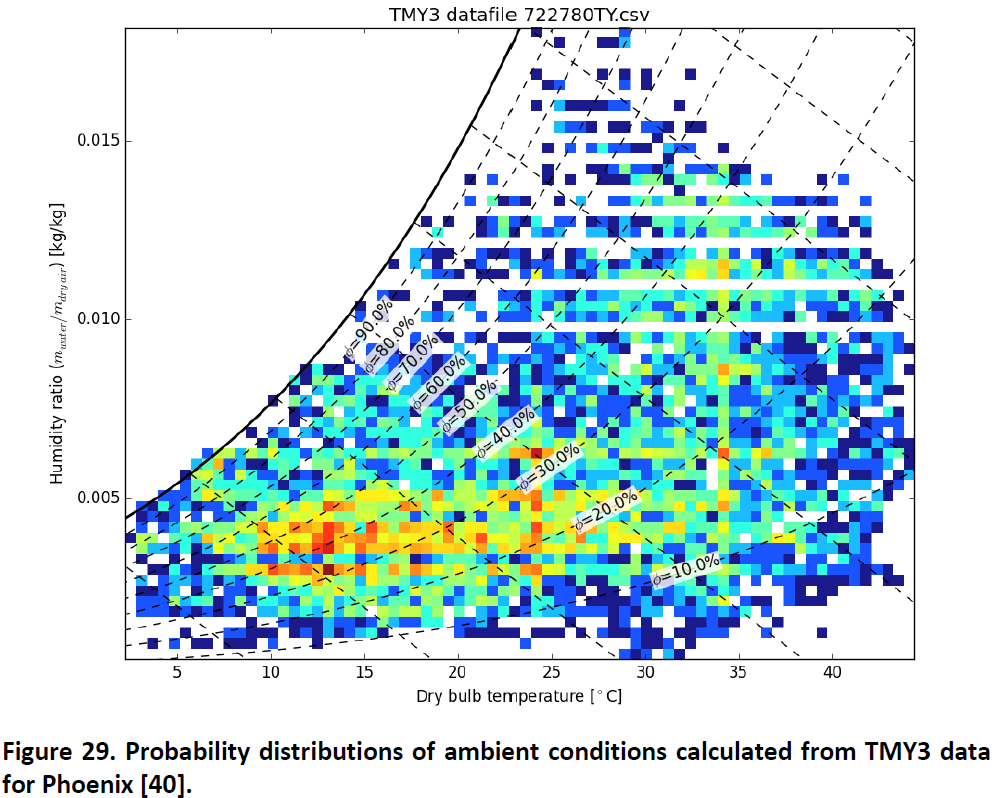 TMY3 datafile 722780TY.csv
Humidity ratio (m_water/m_dry air) [kg/kg]
0.015
0.010
0.005
ϕ=90.0%
ϕ=80.0%
ϕ=70.0%
ϕ=60.0%
ϕ=50.0%
ϕ=40.0%
ϕ=30.0%
ϕ=20.0%
ϕ=10.0%
5 10 15 20 25 30 35 40
Dry bulb temperature [°C]
Figure 29. Probability distributions of ambient conditions calculated from TMY3 data
for Phoenix [40].